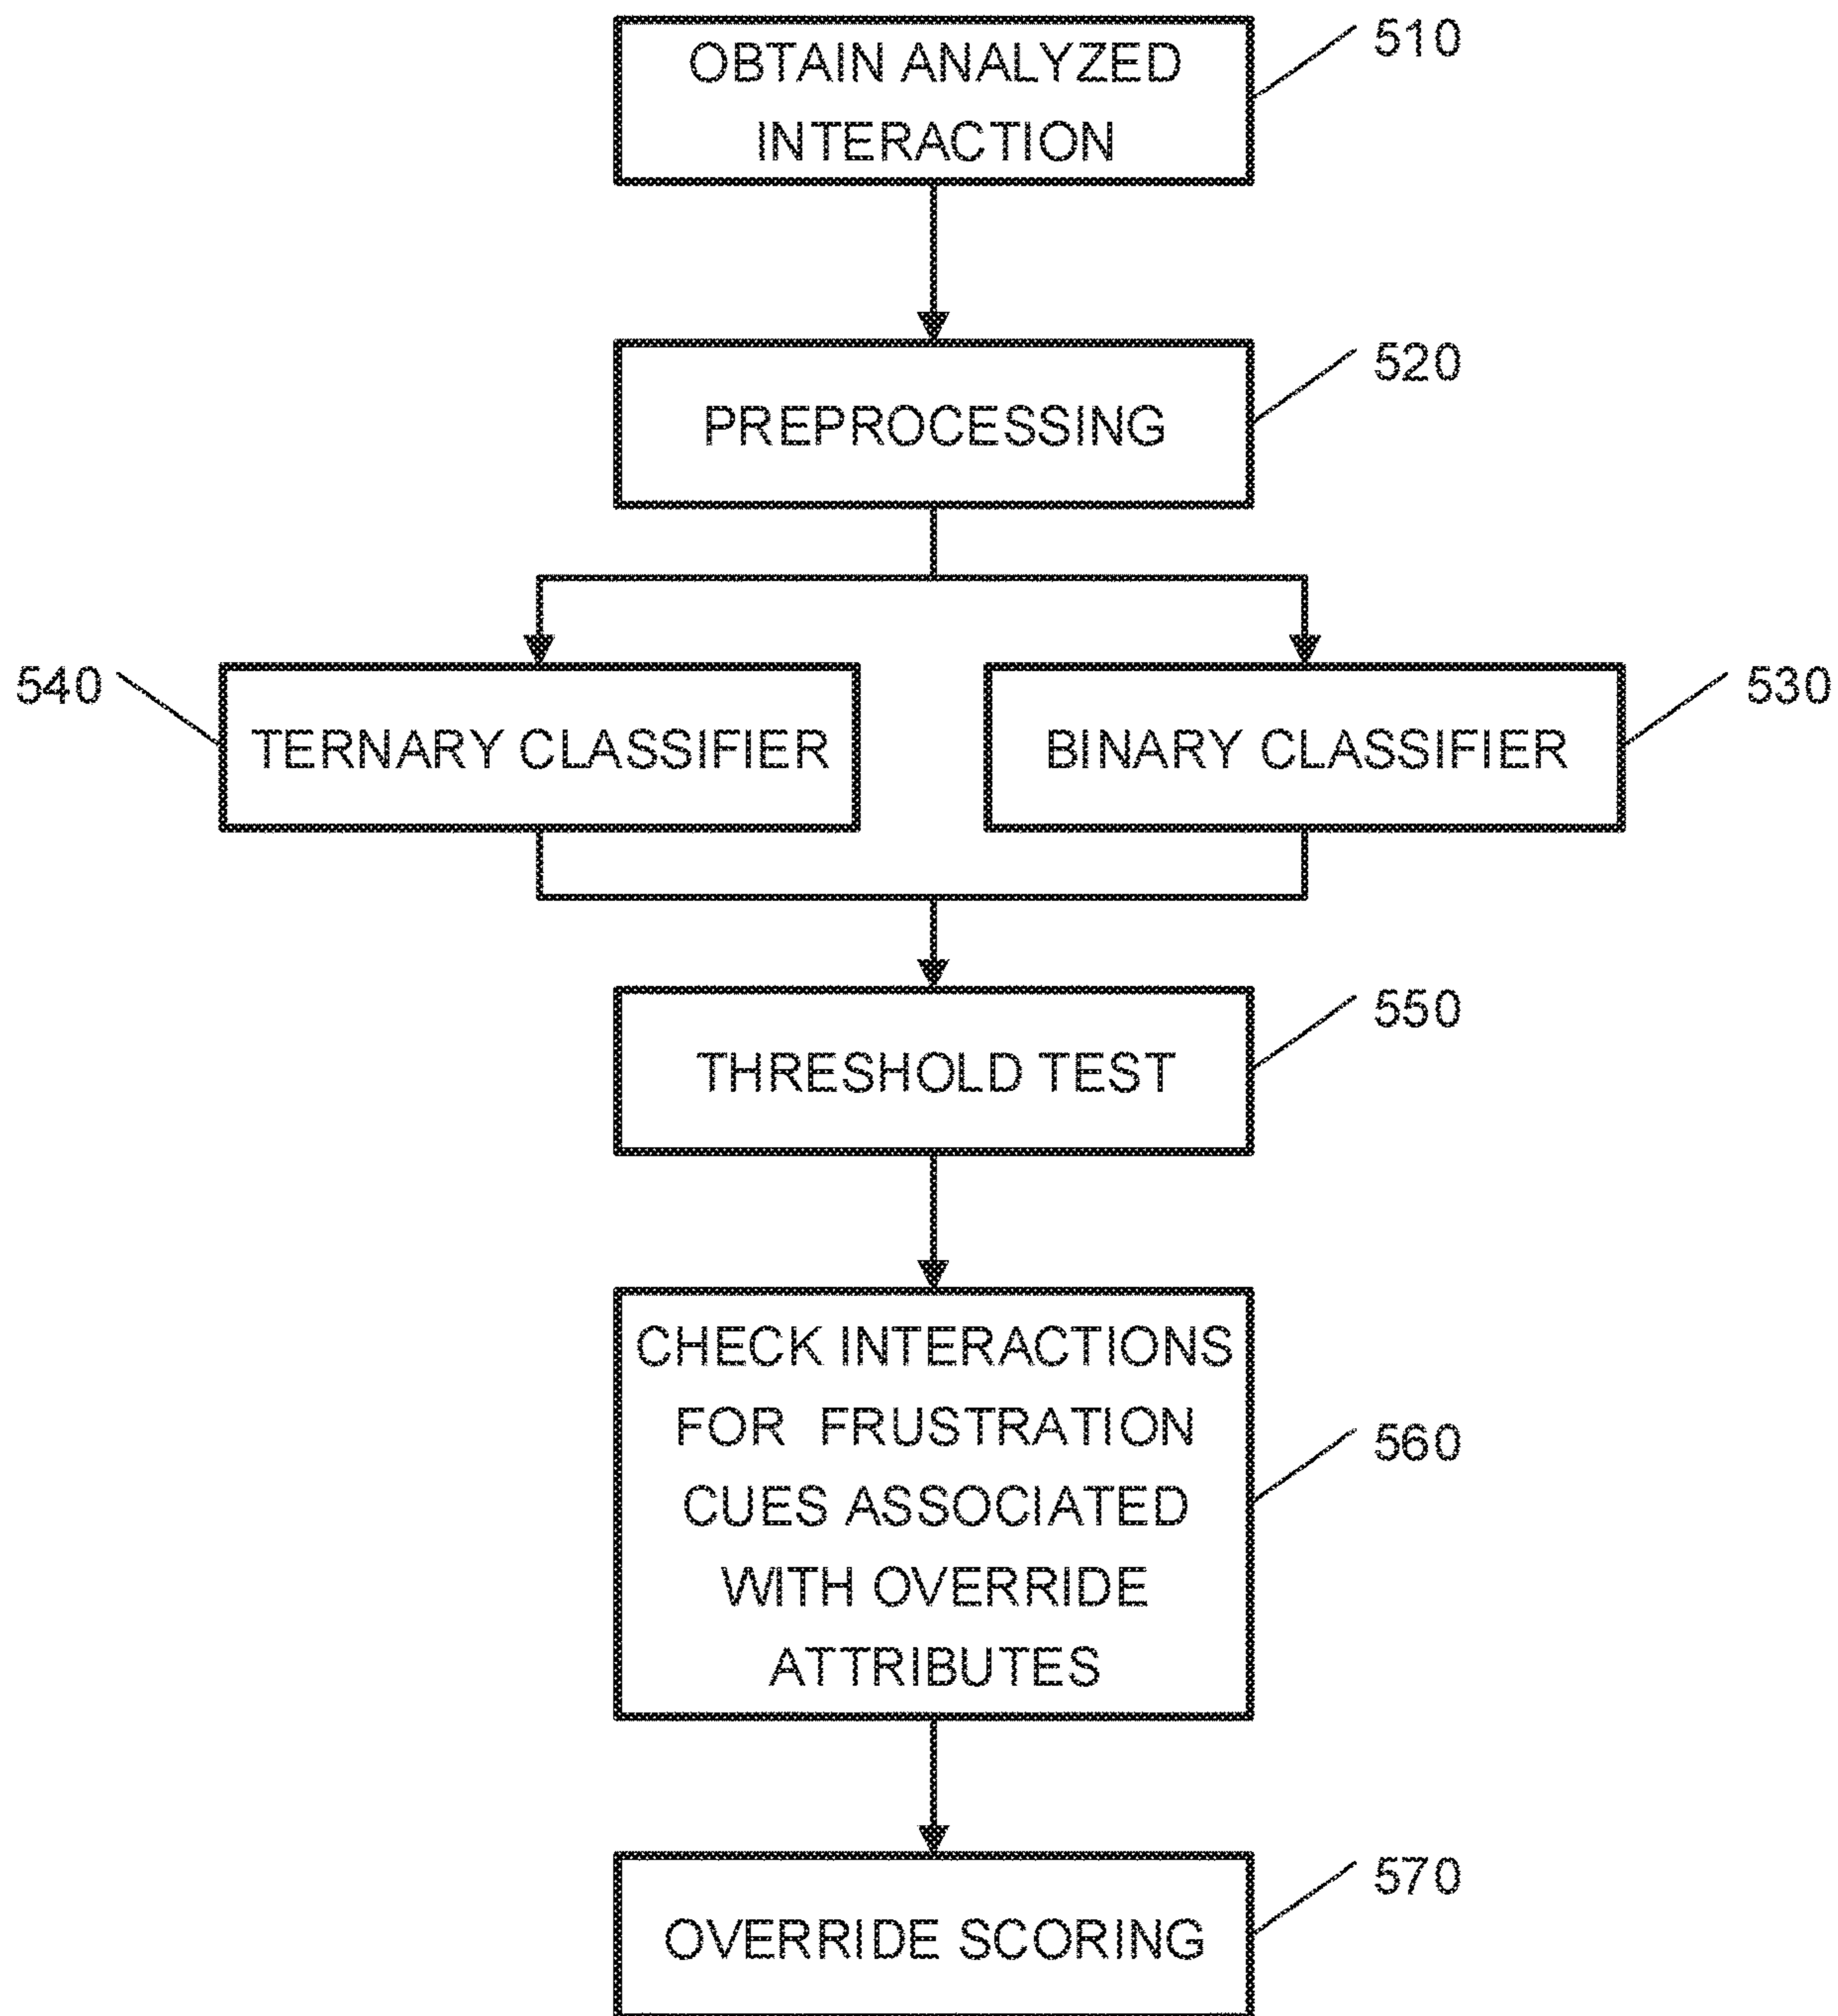 OBTAIN ANALYZED
INTERACTION
510
PREPROCESSING
520
540
TERNARY CLASSIFIER
BINARY CLASSIFIER
530
THRESHOLD TEST
550
CHECK INTERACTIONS
FOR FRUSTRATION
CUES ASSOCIATED
WITH OVERRIDE
ATTRIBUTES
560
OVERRIDE SCORING
570